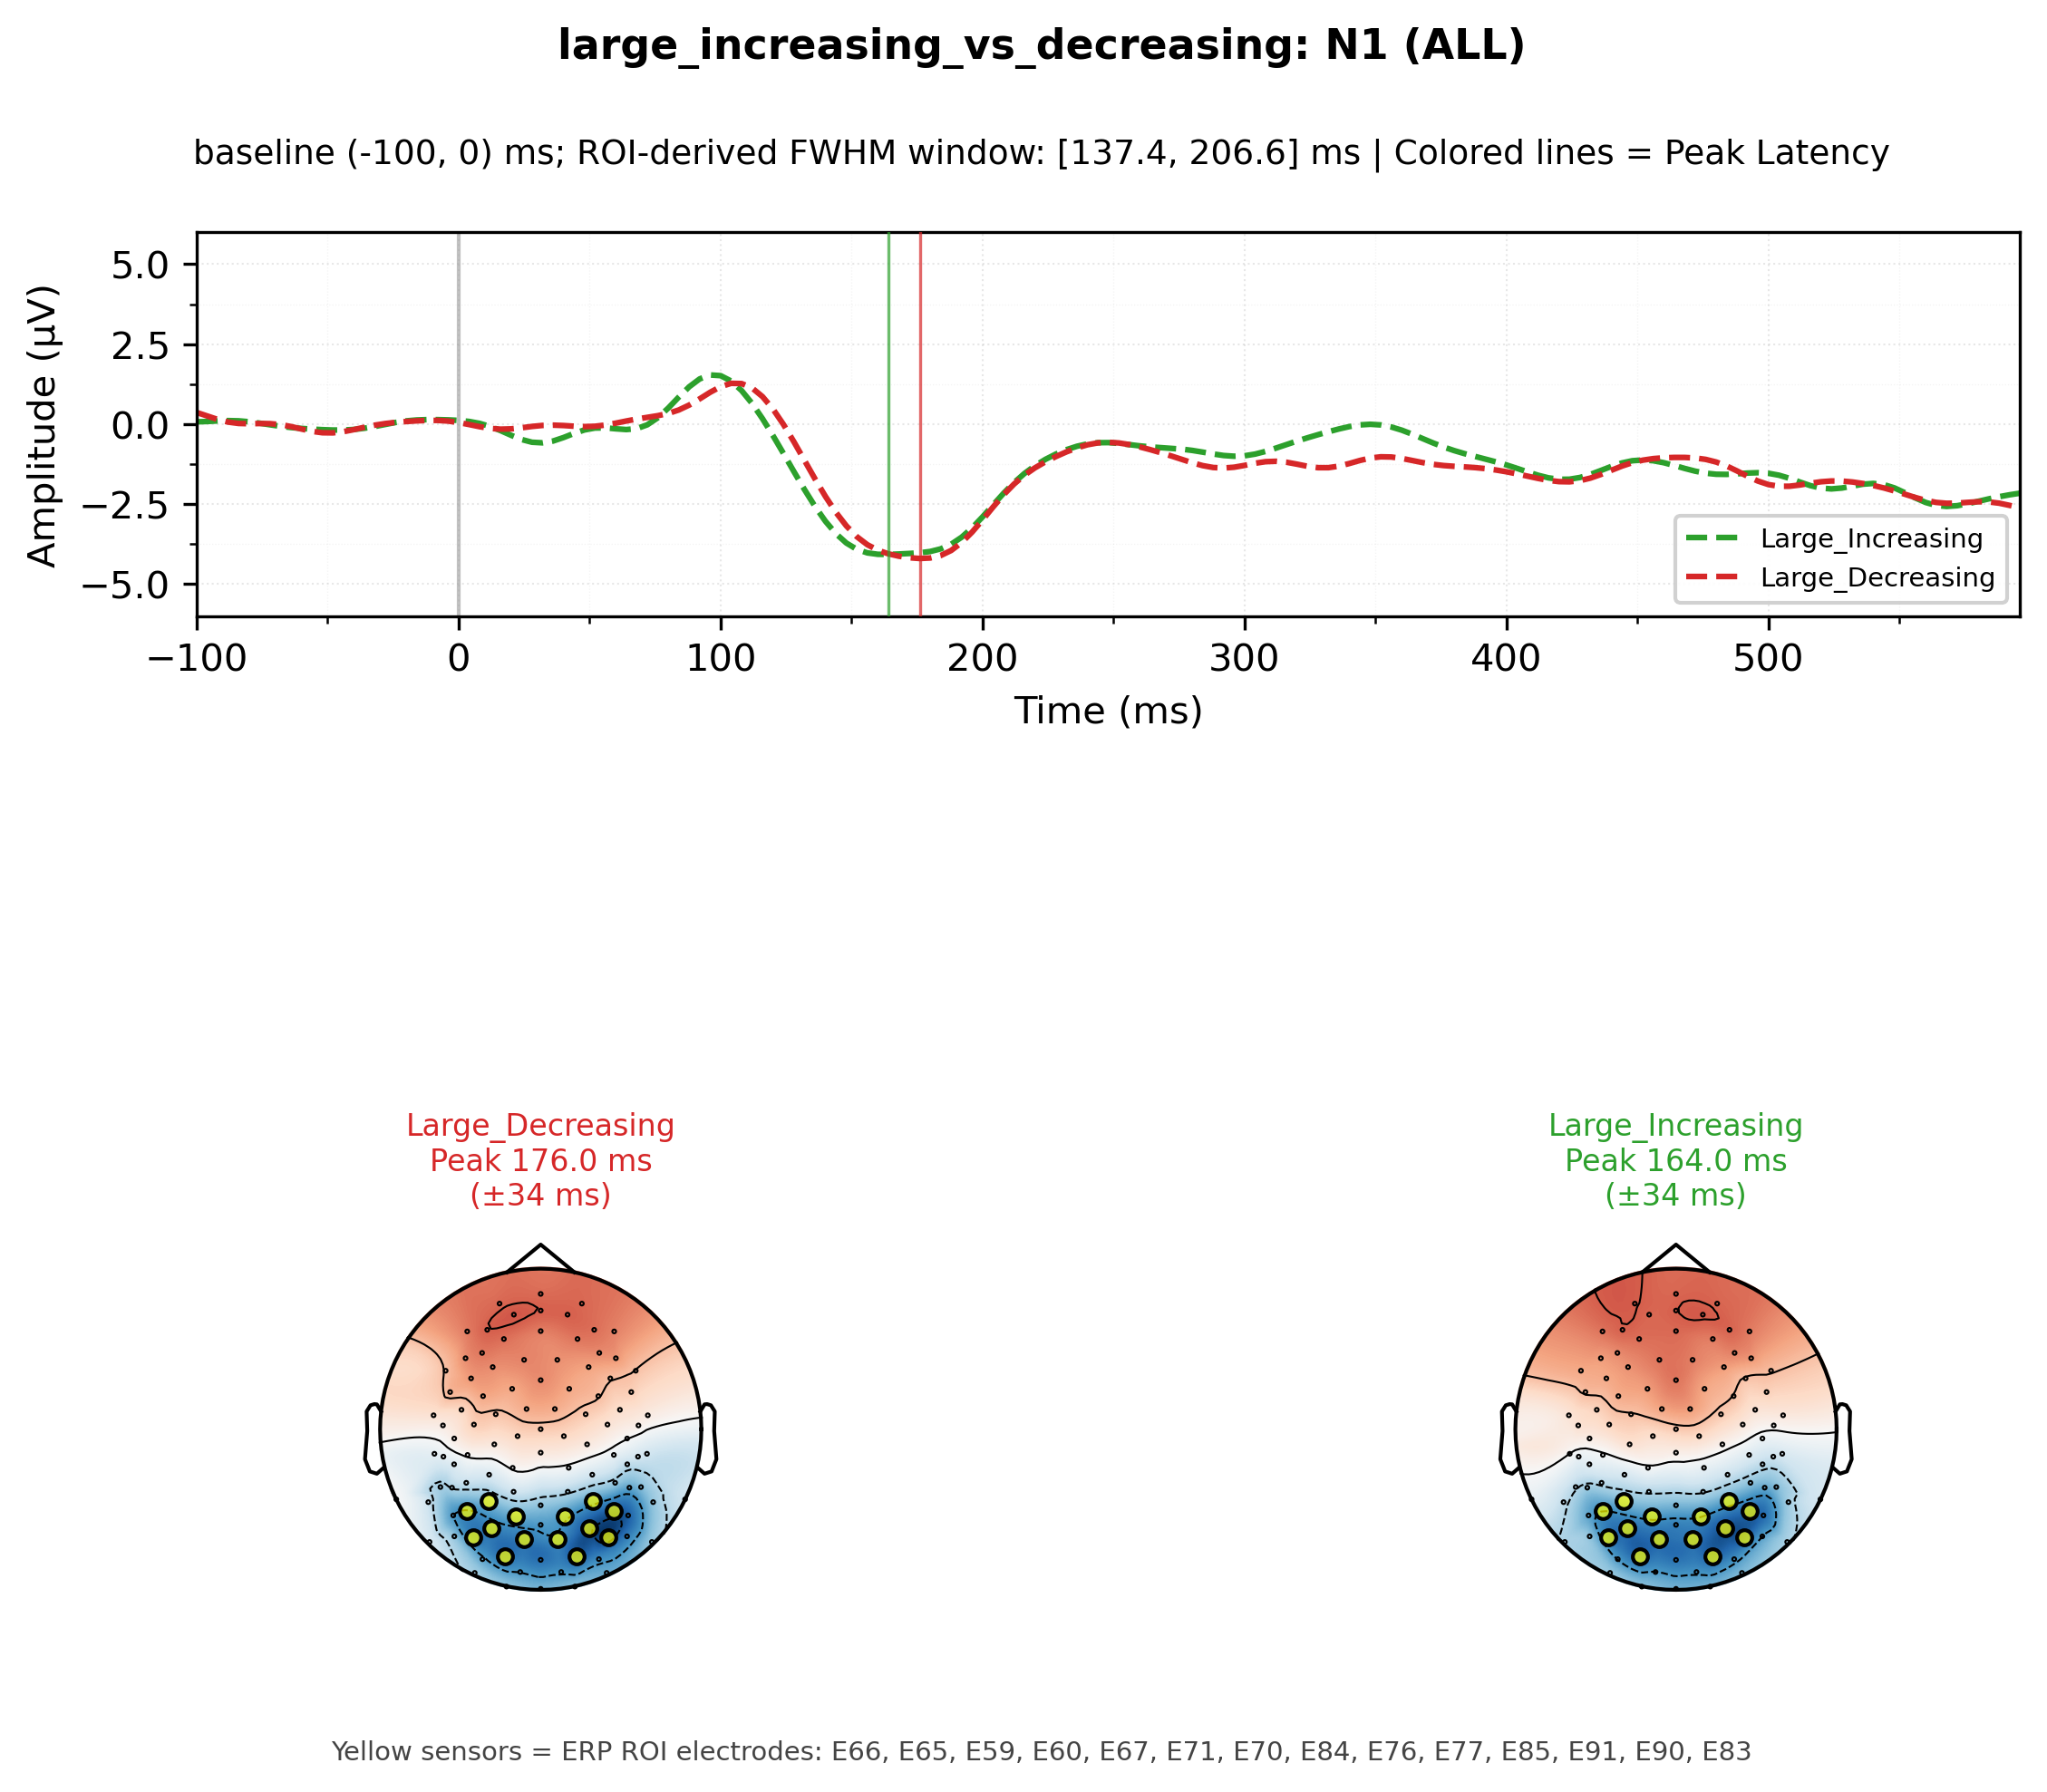 large_increasing_vs_decreasing: N1 (ALL)
baseline (-100, 0) ms; ROI-derived FWHM window: [137.4, 206.6] ms | Colored lines = Peak Latency
Amplitude (µV)
5.0
2.5
0.0
−2.5
−5.0
Large_Increasing
Large_Decreasing
−100
0
100
200
300
400
500
Time (ms)
Large_Decreasing
Peak 176.0 ms
(±34 ms)
Large_Increasing
Peak 164.0 ms
(±34 ms)
Yellow sensors = ERP ROI electrodes: E66, E65, E59, E60, E67, E71, E70, E84, E76, E77, E85, E91, E90, E83